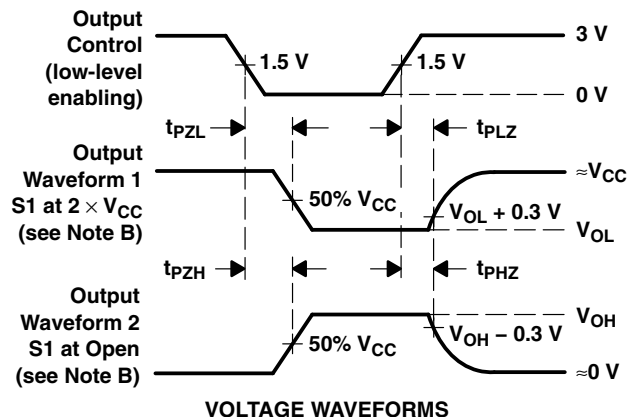 Output
Control
(low-level
enabling)
1.5 V
1.5 V
3 V
0 V
tPZL
tPLZ
Output
Waveform 1
S1 at 2 × VCC
(see Note B)
50% VCC
VOL + 0.3 V
≈VCC
VOL
tPZH
tPHZ
Output
Waveform 2
S1 at Open
(see Note B)
50% VCC
VOH − 0.3 V
VOH
≈0 V
VOLTAGE WAVEFORMS